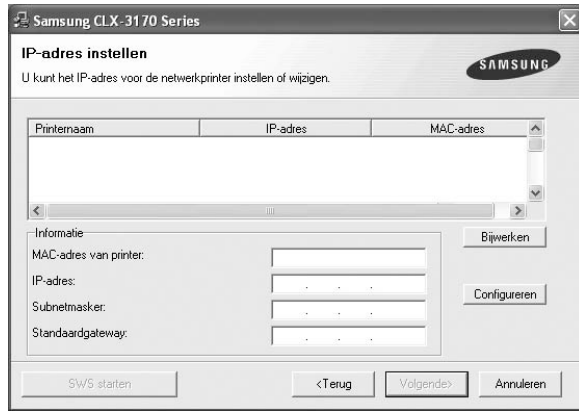 Samsung CLX-3170 Series
IP-adres instellen
U kunt het IP-adres voor de netwerkprinter instellen of wijzigen.
SAMSUNG
Printernaam IP-adres MAC-adres
Informatie
MAC-adres van printer:
IP-adres:
Subnetmasker:
Standaardgateway:
Bijwerken
Configureren
SWS starten <Terug Volgende> Annuleren